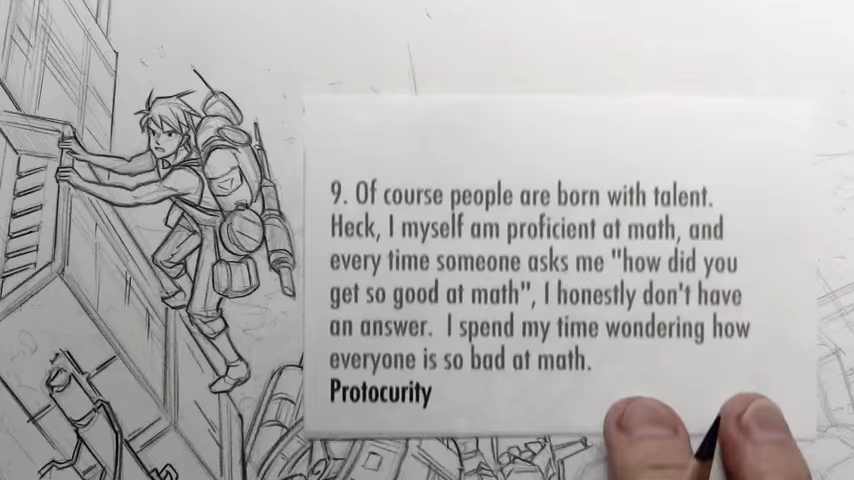 9. Of course people are born with talent.
Heck, I myself am proficient at math, and
every time someone asks me "how did you
get so good at math", I honestly don't have
an answer.  I spend my time wondering how
everyone is so bad at math.
Protocurity